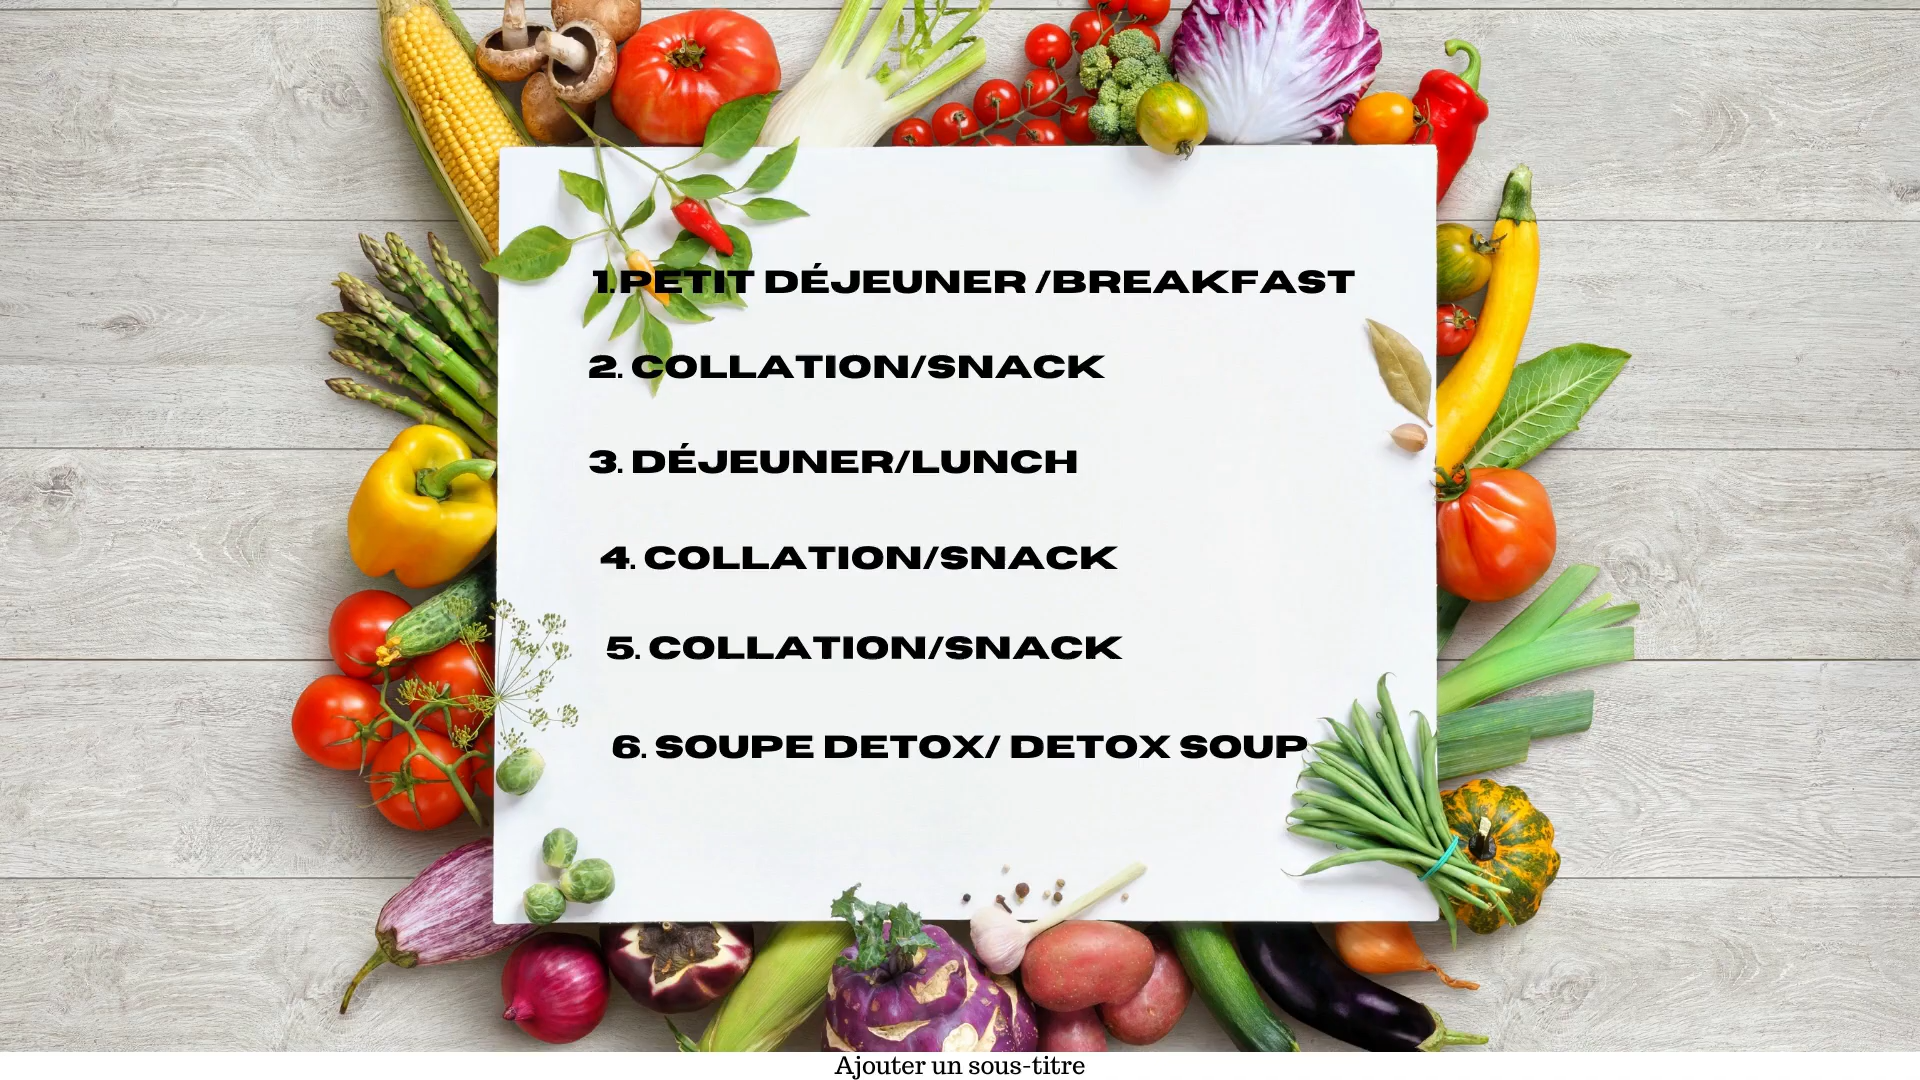 1.PETIT DÉJEUNER /BREAKFAST
2. COLLATION/SNACK
3. DÉJEUNER/LUNCH
4. COLLATION/SNACK
5. COLLATION/SNACK
6. SOUPE DETOX/ DETOX SOUP
Ajouter un sous-titre